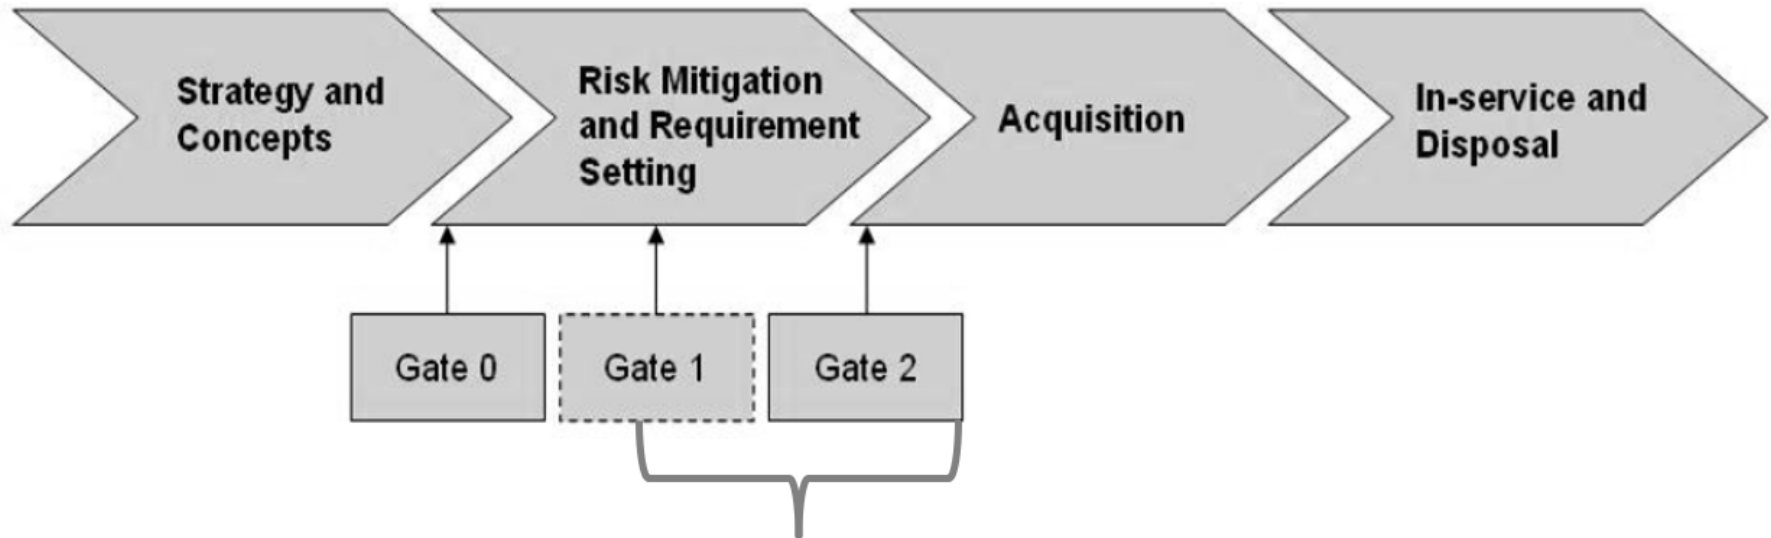 Strategy and
Concepts
Risk Mitigation
and Requirement
Setting
Acquisition
In-service and
Disposal
Gate 0
Gate 1
Gate 2